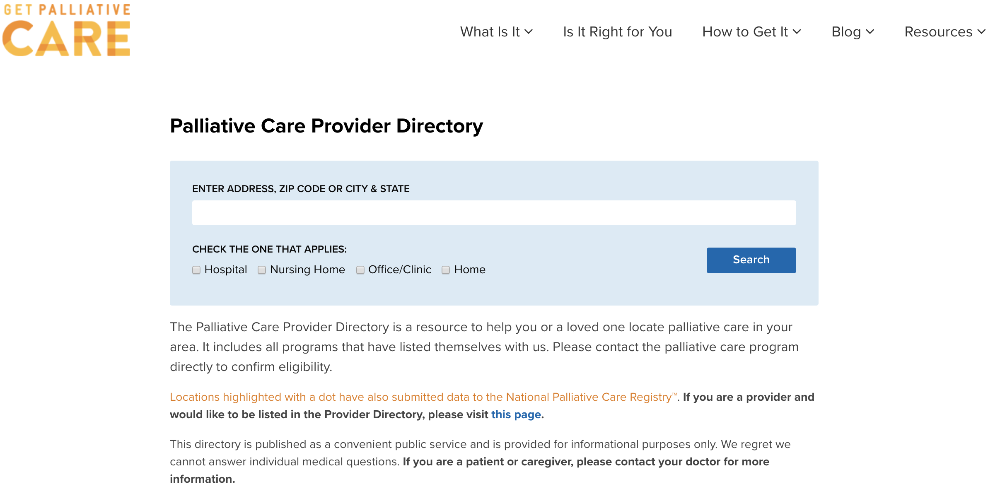 GET PALLIATIVE
CARE
What Is It
Is It Right for You
How to Get It
Blog
Resources
Palliative Care Provider Directory
ENTER ADDRESS, ZIP CODE OR CITY & STATE
CHECK THE ONE THAT APPLIES:
Hospital Nursing Home Office/Clinic Home
Search
The Palliative Care Provider Directory is a resource to help you or a loved one locate palliative care in your
area. It includes all programs that have listed themselves with us. Please contact the palliative care program
directly to confirm eligibility.
Locations highlighted with a dot have also submitted data to the National Palliative Care Registry™. If you are a provider and
would like to be listed in the Provider Directory, please visit this page.
This directory is published as a convenient public service and is provided for informational purposes only. We regret we
cannot answer individual medical questions. If you are a patient or caregiver, please contact your doctor for more
information.